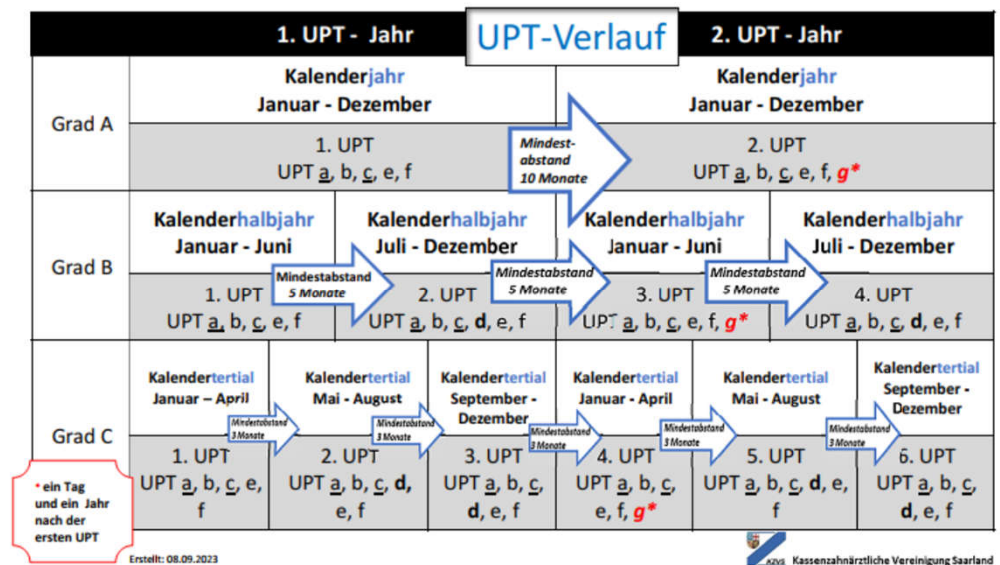 1. UPT - Jahr
UPT-Verlauf
2. UPT - Jahr
Grad A
Kalenderjahr
Januar - Dezember
Kalenderjahr
Januar - Dezember
1. UPT
UPT a, b, c, e, f
Mindest-
abstand
10 Monate
2. UPT
UPT a, b, c, e, f, g*
Grad B
Kalenderhalbjahr
Januar - Juni
Kalenderhalbjahr
Juli - Dezember
Kalenderhalbjahr
Januar - Juni
Kalenderhalbjahr
Juli - Dezember
Mindestabstand
5 Monate
Mindestabstand
5 Monate
Mindestabstand
5 Monate
1. UPT
UPT a, b, c, e, f
2. UPT
UPT a, b, c, d, e, f
3. UPT
UPT a, b, c, e, f, g*
4. UPT
UPT a, b, c, d, e, f
Grad C
Kalendertertial
Januar – April
Kalendertertial
Mai - August
Kalendertertial
September -
Dezember
Kalendertertial
Januar - April
Kalendertertial
Mai - August
Kalendertertial
September -
Dezember
Mindestabstand
3 Monate
Mindestabstand
3 Monate
Mindestabstand
3 Monate
Mindestabstand
3 Monate
Mindestabstand
3 Monate
1. UPT
UPT a, b, c, e,
f
2. UPT
UPT a, b, c, d,
e, f
3. UPT
UPT a, b, c,
d, e, f
4. UPT
UPT a, b, c,
e, f, g*
5. UPT
UPT a, b, c, d, e,
f
6. UPT
UPT a, b, c,
d, e, f
* ein Tag
und ein Jahr
nach der
ersten UPT
Erstellt: 08.09.2023
KZVS Kassenzahnärztliche Vereinigung Saarland